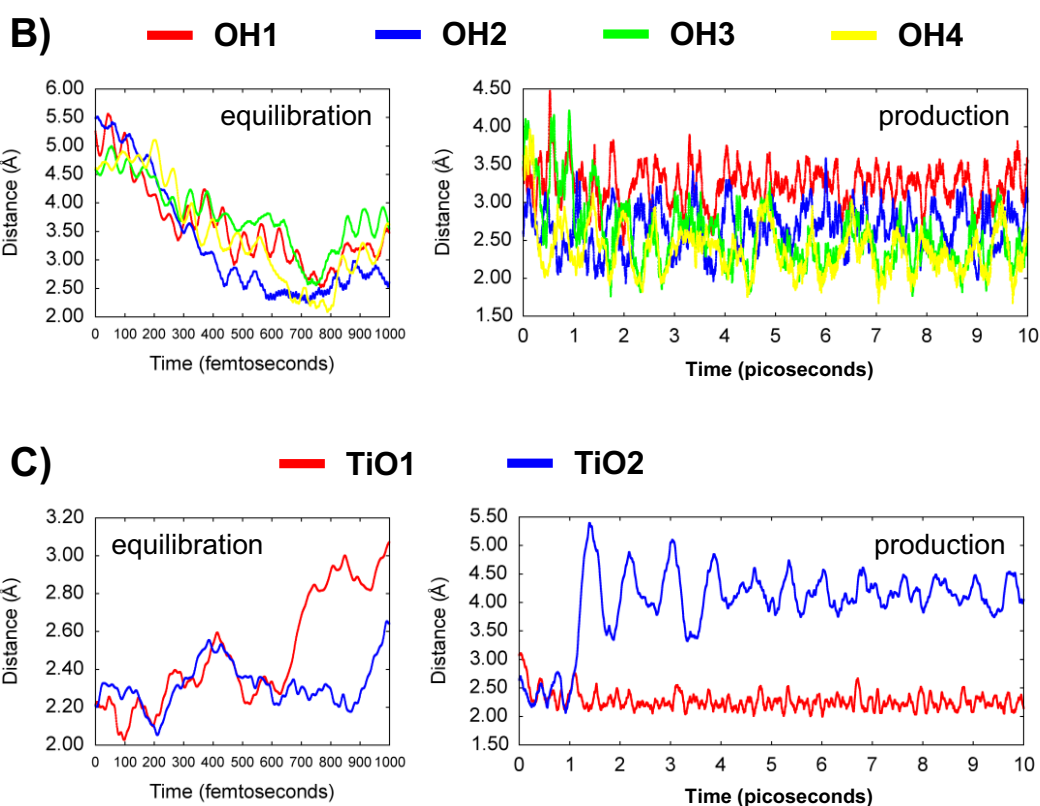 B)
OH1 OH2 OH3 OH4
equilibration
6.00
5.50
5.00
4.50
4.00
3.50
3.00
2.50
2.00
Distance (Å)
0 100 200 300 400 500 600 700 800 900 1000
Time (femtoseconds)
production
4.50
4.00
3.50
3.00
2.50
2.00
1.50
Distance (Å)
0 1 2 3 4 5 6 7 8 9 10
Time (picoseconds)
C)
TiO1 TiO2
equilibration
3.20
3.00
2.80
2.60
2.40
2.20
2.00
Distance (Å)
0 100 200 300 400 500 600 700 800 900 1000
Time (femtoseconds)
production
5.50
5.00
4.50
4.00
3.50
3.00
2.50
2.00
1.50
Distance (Å)
0 1 2 3 4 5 6 7 8 9 10
Time (picoseconds)